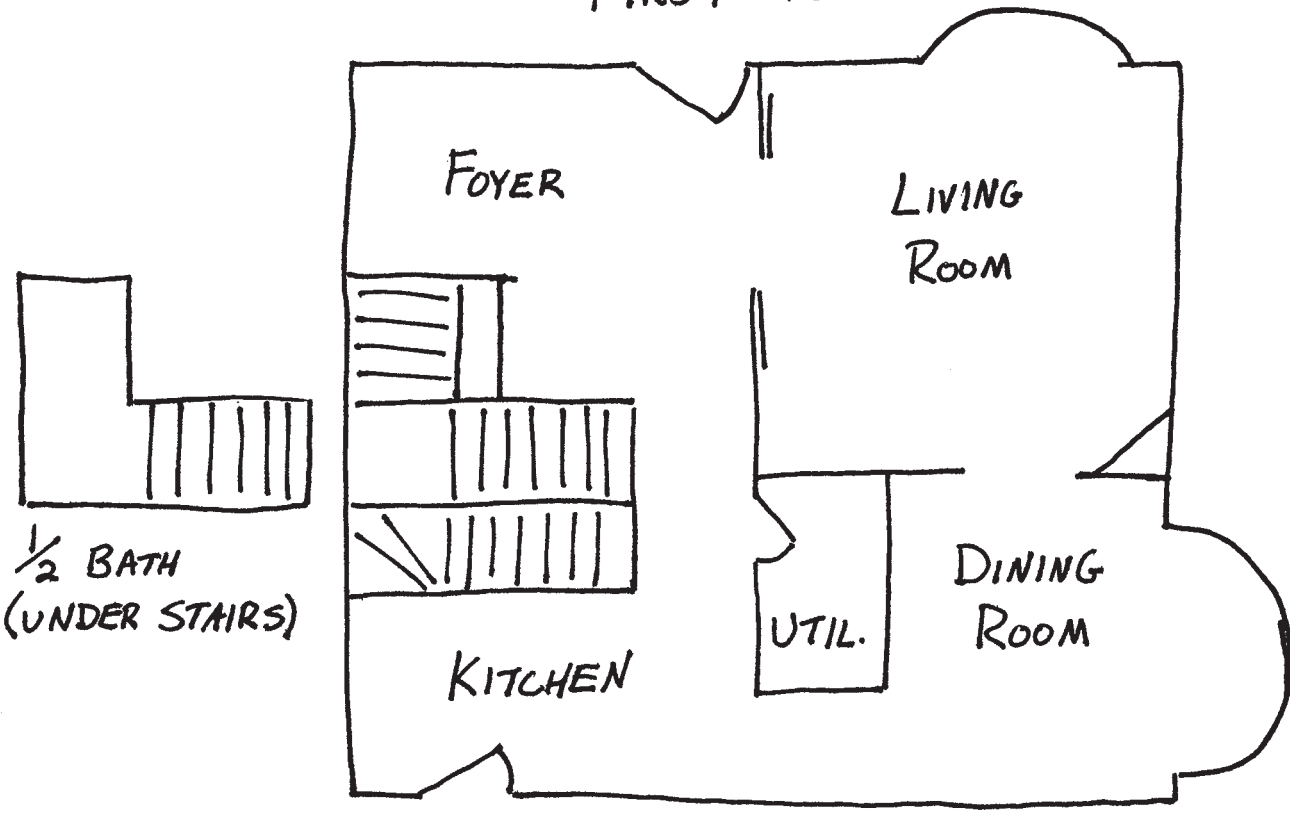 FOYER
LIVING
ROOM
½ BATH
(UNDER STAIRS)
DINING
ROOM
UTIL.
KITCHEN